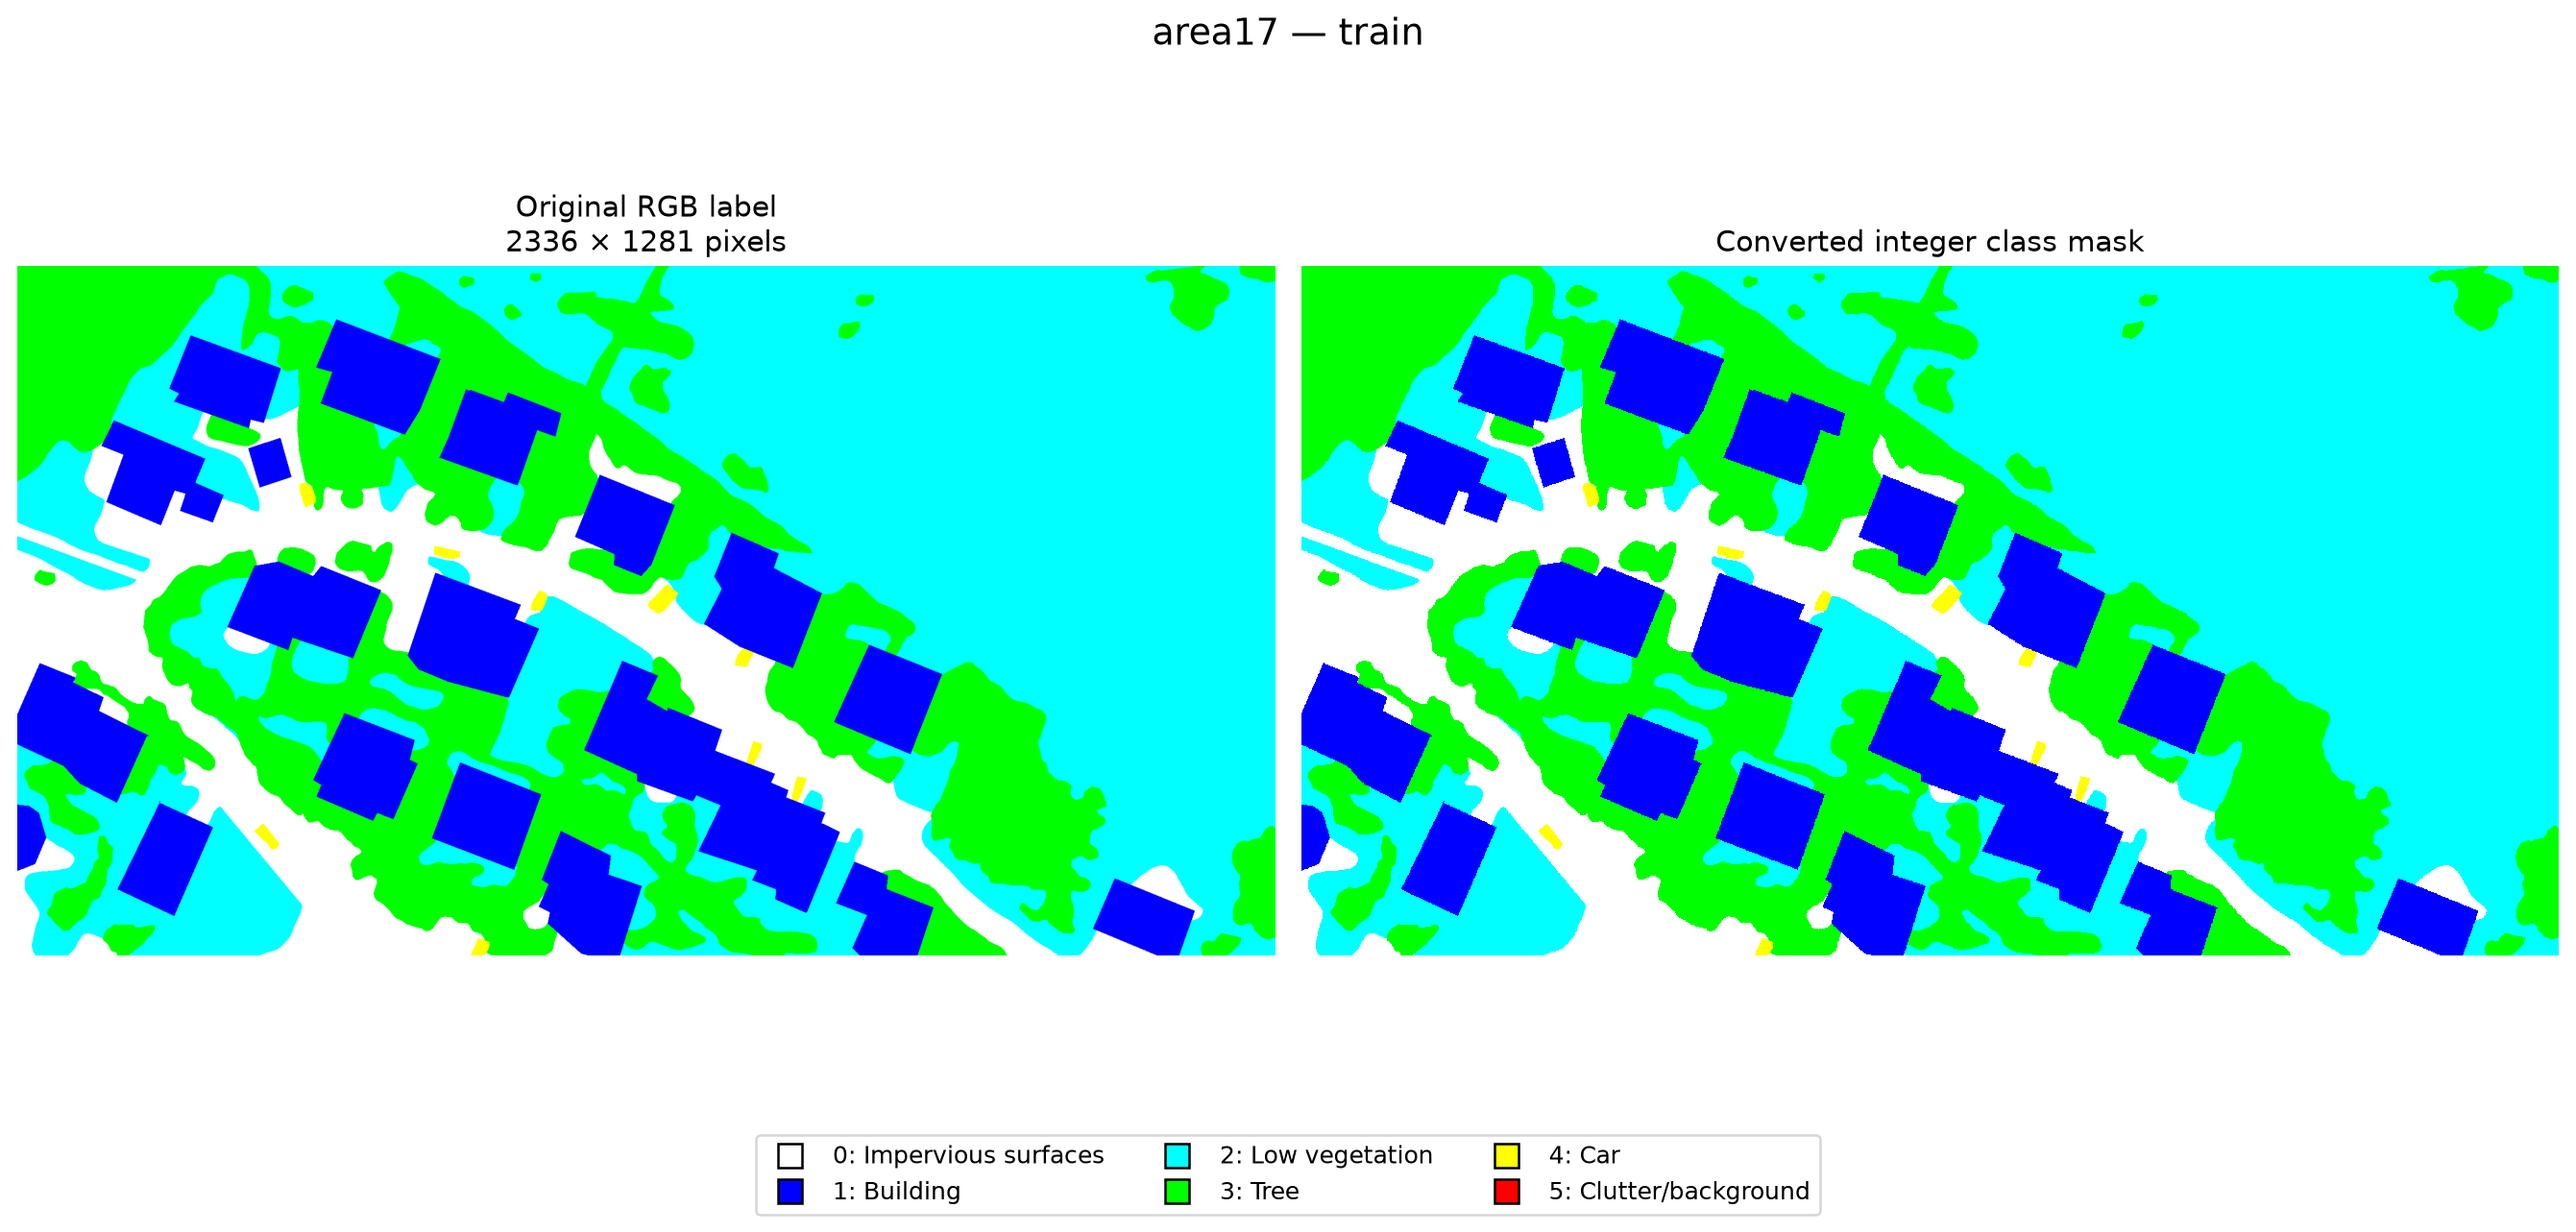 area17 — train
Original RGB label
2336 × 1281 pixels
Converted integer class mask
0: Impervious surfaces
1: Building
2: Low vegetation
3: Tree
4: Car
5: Clutter/background